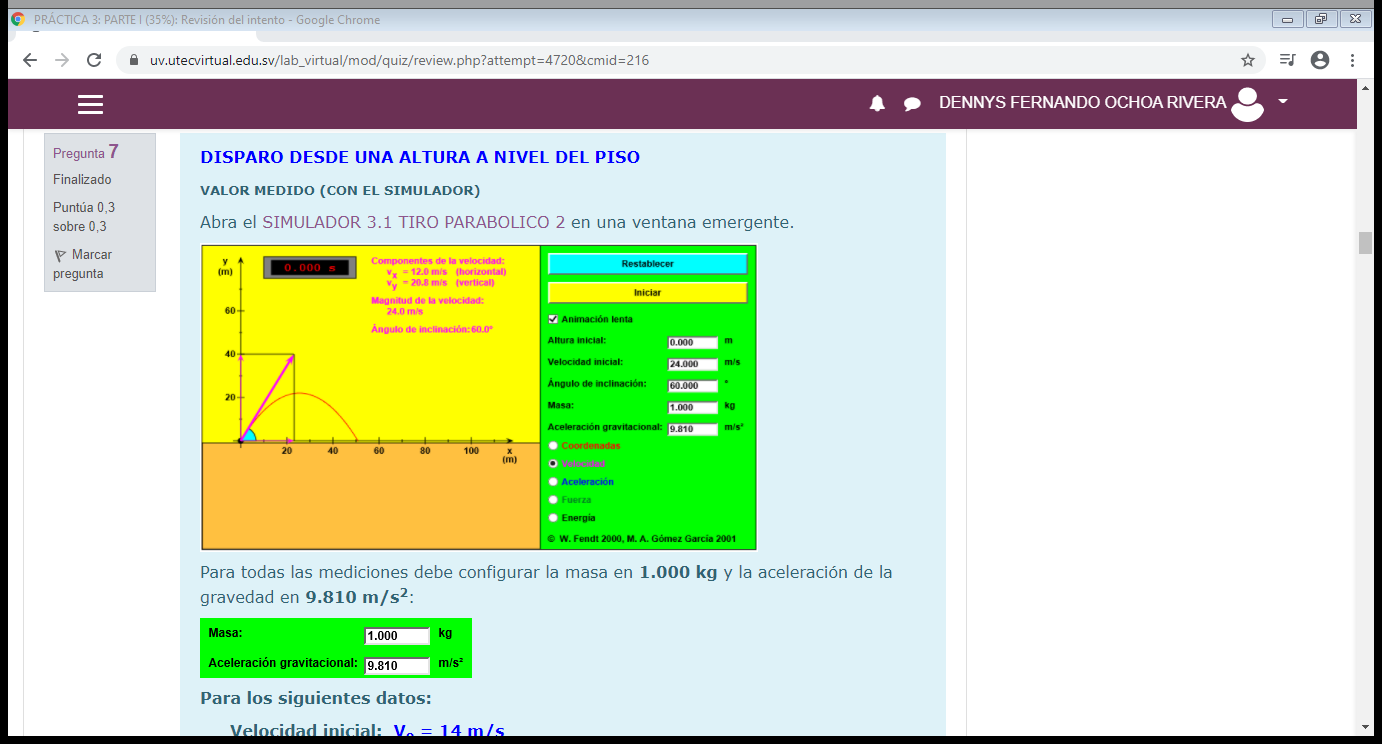 PRÁCTICA 3: PARTE I (35%): Revisión del intento - Google Chrome
uv.utecvirtual.edu.sv/lab_virtual/mod/quiz/review.php?attempt=4720&cmid=216
DENNYS FERNANDO OCHOA RIVERA
Pregunta 7
Finalizado
Puntúa 0,3
sobre 0,3
Marcar
pregunta
DISPARO DESDE UNA ALTURA A NIVEL DEL PISO
VALOR MEDIDO (CON EL SIMULADOR)
Abra el SIMULADOR 3.1 TIRO PARABOLICO 2 en una ventana emergente.
y
(m)
0.000 s
Componentes de la velocidad:
vx = 12.0 m/s (horizontal)
vy = 20.8 m/s (vertical)
Magnitud de la velocidad:
24.0 m/s
Ángulo de inclinación: 60.0°
60
40
20
20 40 60 80 100 x
(m)
Restablecer
Iniciar
Animación lenta
Altura inicial: 0.000 m
Velocidad inicial: 24.000 m/s
Ángulo de inclinación: 60.000 °
Masa: 1.000 kg
Aceleración gravitacional: 9.810 m/s²
Coordenadas
Velocidad
Aceleración
Fuerza
Energía
© W. Fendt 2000, M. A. Gómez García 2001
Para todas las mediciones debe configurar la masa en 1.000 kg y la aceleración de la
gravedad en 9.810 m/s²:
Masa: 1.000 kg
Aceleración gravitacional: 9.810 m/s²
Para los siguientes datos:
Velocidad inicial: Vo = 14 m/s